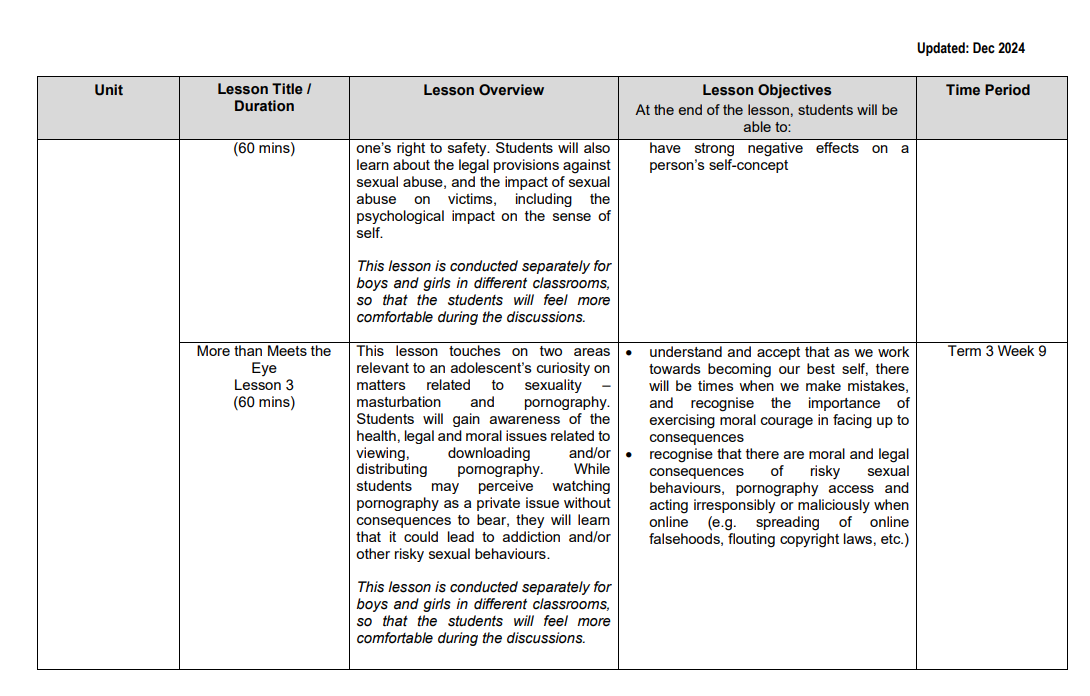 Updated: Dec 2024
Unit
Lesson Title /
Duration
Lesson Overview
Lesson Objectives
At the end of the lesson, students will be
able to:
Time Period
(60 mins)
one’s right to safety. Students will also
learn about the legal provisions against
sexual abuse, and the impact of sexual
abuse on victims, including the
psychological impact on the sense of
self.
This lesson is conducted separately for
boys and girls in different classrooms,
so that the students will feel more
comfortable during the discussions.
have strong negative effects on a
person’s self-concept
More than Meets the
Eye
Lesson 3
(60 mins)
This lesson touches on two areas
relevant to an adolescent’s curiosity on
matters related to sexuality –
masturbation and pornography.
Students will gain awareness of the
health, legal and moral issues related to
viewing, downloading and/or
distributing pornography. While
students may perceive watching
pornography as a private issue without
consequences to bear, they will learn
that it could lead to addiction and/or
other risky sexual behaviours.
This lesson is conducted separately for
boys and girls in different classrooms,
so that the students will feel more
comfortable during the discussions.
• understand and accept that as we work
towards becoming our best self, there
will be times when we make mistakes,
and recognise the importance of
exercising moral courage in facing up to
consequences
• recognise that there are moral and legal
consequences of risky sexual
behaviours, pornography access and
acting irresponsibly or maliciously when
online (e.g. spreading of online
falsehoods, flouting copyright laws, etc.)
Term 3 Week 9